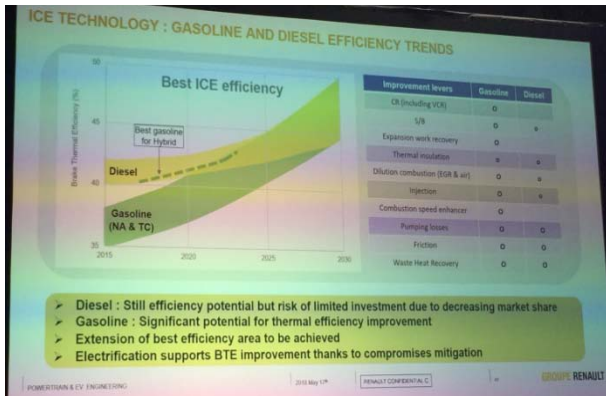 ICE TECHNOLOGY : GASOLINE AND DIESEL EFFICIENCY TRENDS
Best ICE efficiency
Brake Thermal Efficiency (%)
50
45
40
35
Best gasoline
for Hybrid
Diesel
Gasoline
(NA & TC)
2015
2020
2025
2030
Improvement levers Gasoline Diesel
CR (including VCR) O
S/B O o
Expansion work recovery O
Thermal insulation o o
Dilution combustion (EGR & air) O o
Injection O o
Combustion speed enhancer O
Pumping losses O O
Friction O O
Waste Heat Recovery O O
➢ Diesel : Still efficiency potential but risk of limited investment due to decreasing market share
➢ Gasoline : Significant potential for thermal efficiency improvement
➢ Extension of best efficiency area to be achieved
➢ Electrification supports BTE improvement thanks to compromises mitigation
POWERTRAIN & EV ENGINEERING
RENAULT CONFIDENTIAL C
GROUPE RENAULT